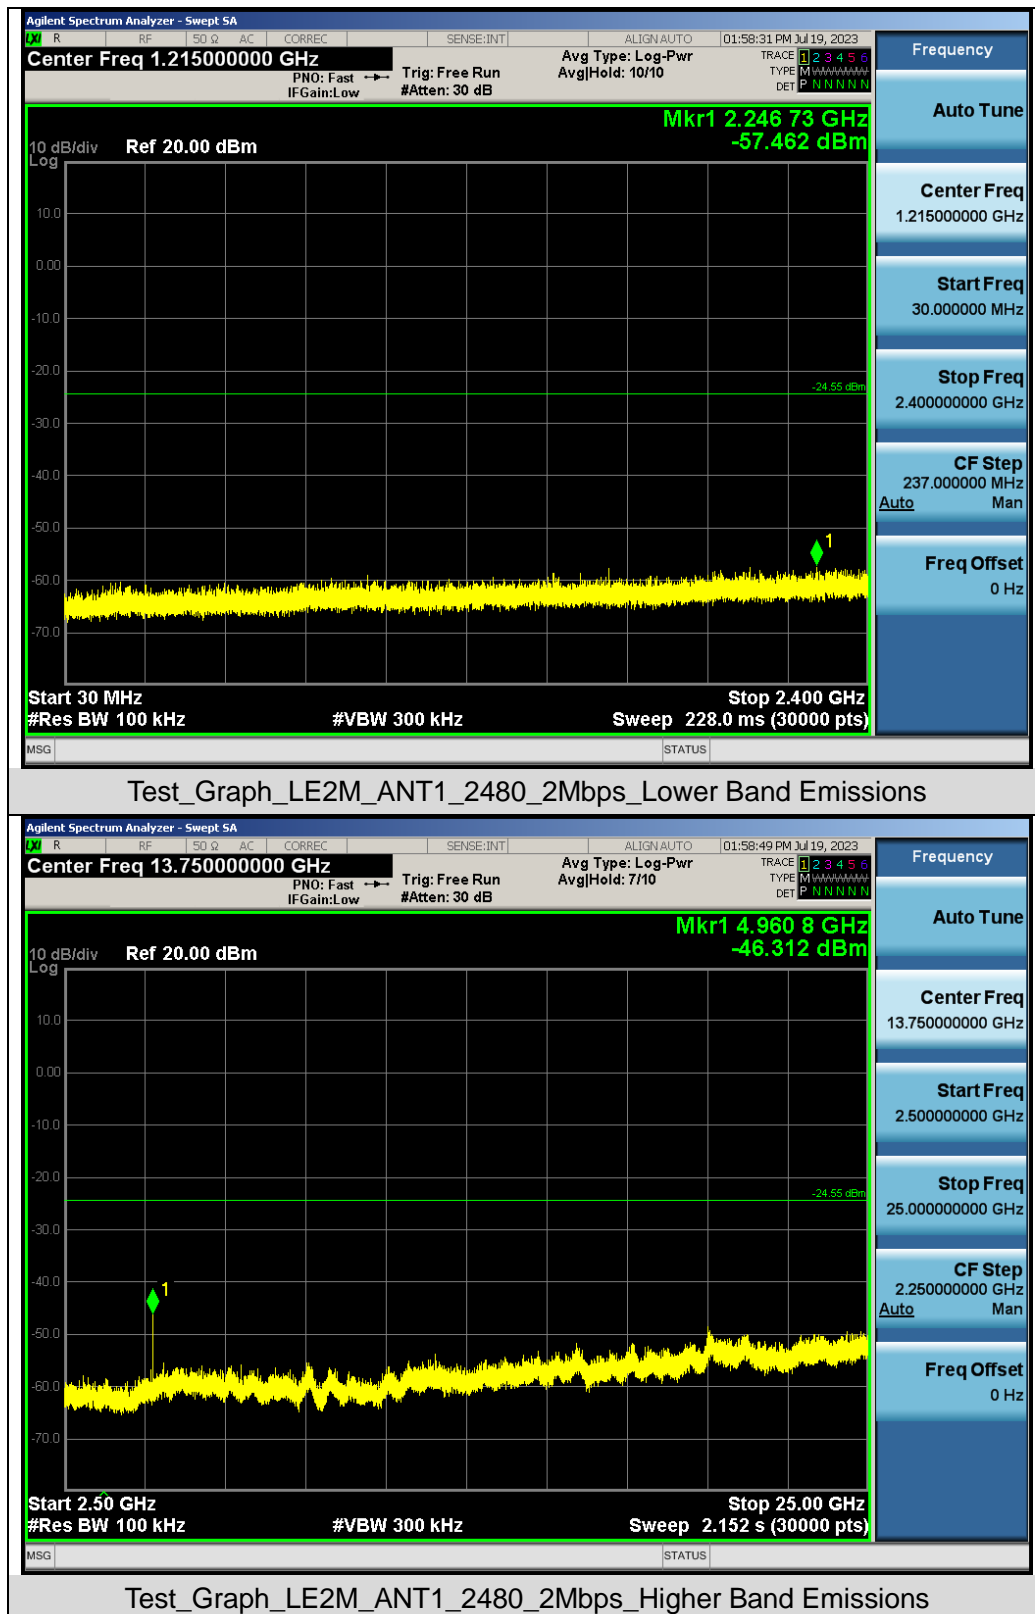 Agilent Spectrum Analyzer - Swept SA
LXI R RF 50 Ω AC CORREC SENSE:INT ALIGN AUTO 01:58:31 PM Jul 19, 2023
Center Freq 1.215000000 GHz
PNO: Fast
IFGain:Low
Trig: Free Run
#Atten: 30 dB
Avg Type: Log-Pwr
Avg|Hold: 10/10
TRACE 1 2 3 4 5 6
TYPE M
DET P N N N N N
Mkr1 2.246 73 GHz
-57.462 dBm
10 dB/div Ref 20.00 dBm
Log
10.0
0.00
-10.0
-20.0
-24.55 dBm
-30.0
-40.0
-50.0
1
-60.0
-70.0
Start 30 MHz Stop 2.400 GHz
#Res BW 100 kHz #VBW 300 kHz Sweep 228.0 ms (30000 pts)
MSG STATUS
Frequency
Auto Tune
Center Freq
1.215000000 GHz
Start Freq
30.000000 MHz
Stop Freq
2.400000000 GHz
CF Step
237.000000 MHz
Auto Man
Freq Offset
0 Hz
Test_Graph_LE2M_ANT1_2480_2Mbps_Lower Band Emissions
Agilent Spectrum Analyzer - Swept SA
LXI R RF 50 Ω AC CORREC SENSE:INT ALIGN AUTO 01:58:49 PM Jul 19, 2023
Center Freq 13.750000000 GHz
PNO: Fast
IFGain:Low
Trig: Free Run
#Atten: 30 dB
Avg Type: Log-Pwr
Avg|Hold: 7/10
TRACE 1 2 3 4 5 6
TYPE M
DET P N N N N N
Mkr1 4.960 8 GHz
-46.312 dBm
10 dB/div Ref 20.00 dBm
Log
10.0
0.00
-10.0
-20.0
-24.55 dBm
-30.0
-40.0
1
-50.0
-60.0
-70.0
Start 2.50 GHz Stop 25.00 GHz
#Res BW 100 kHz #VBW 300 kHz Sweep 2.152 s (30000 pts)
MSG STATUS
Frequency
Auto Tune
Center Freq
13.750000000 GHz
Start Freq
2.500000000 GHz
Stop Freq
25.000000000 GHz
CF Step
2.250000000 GHz
Auto Man
Freq Offset
0 Hz
Test_Graph_LE2M_ANT1_2480_2Mbps_Higher Band Emissions